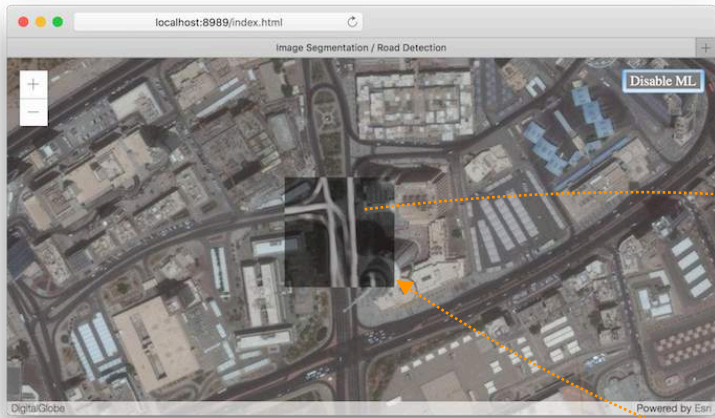 localhost:8989/index.html
Image Segmentation / Road Detection
+
+
−
Disable ML
DigitalGlobe
Powered by Esri